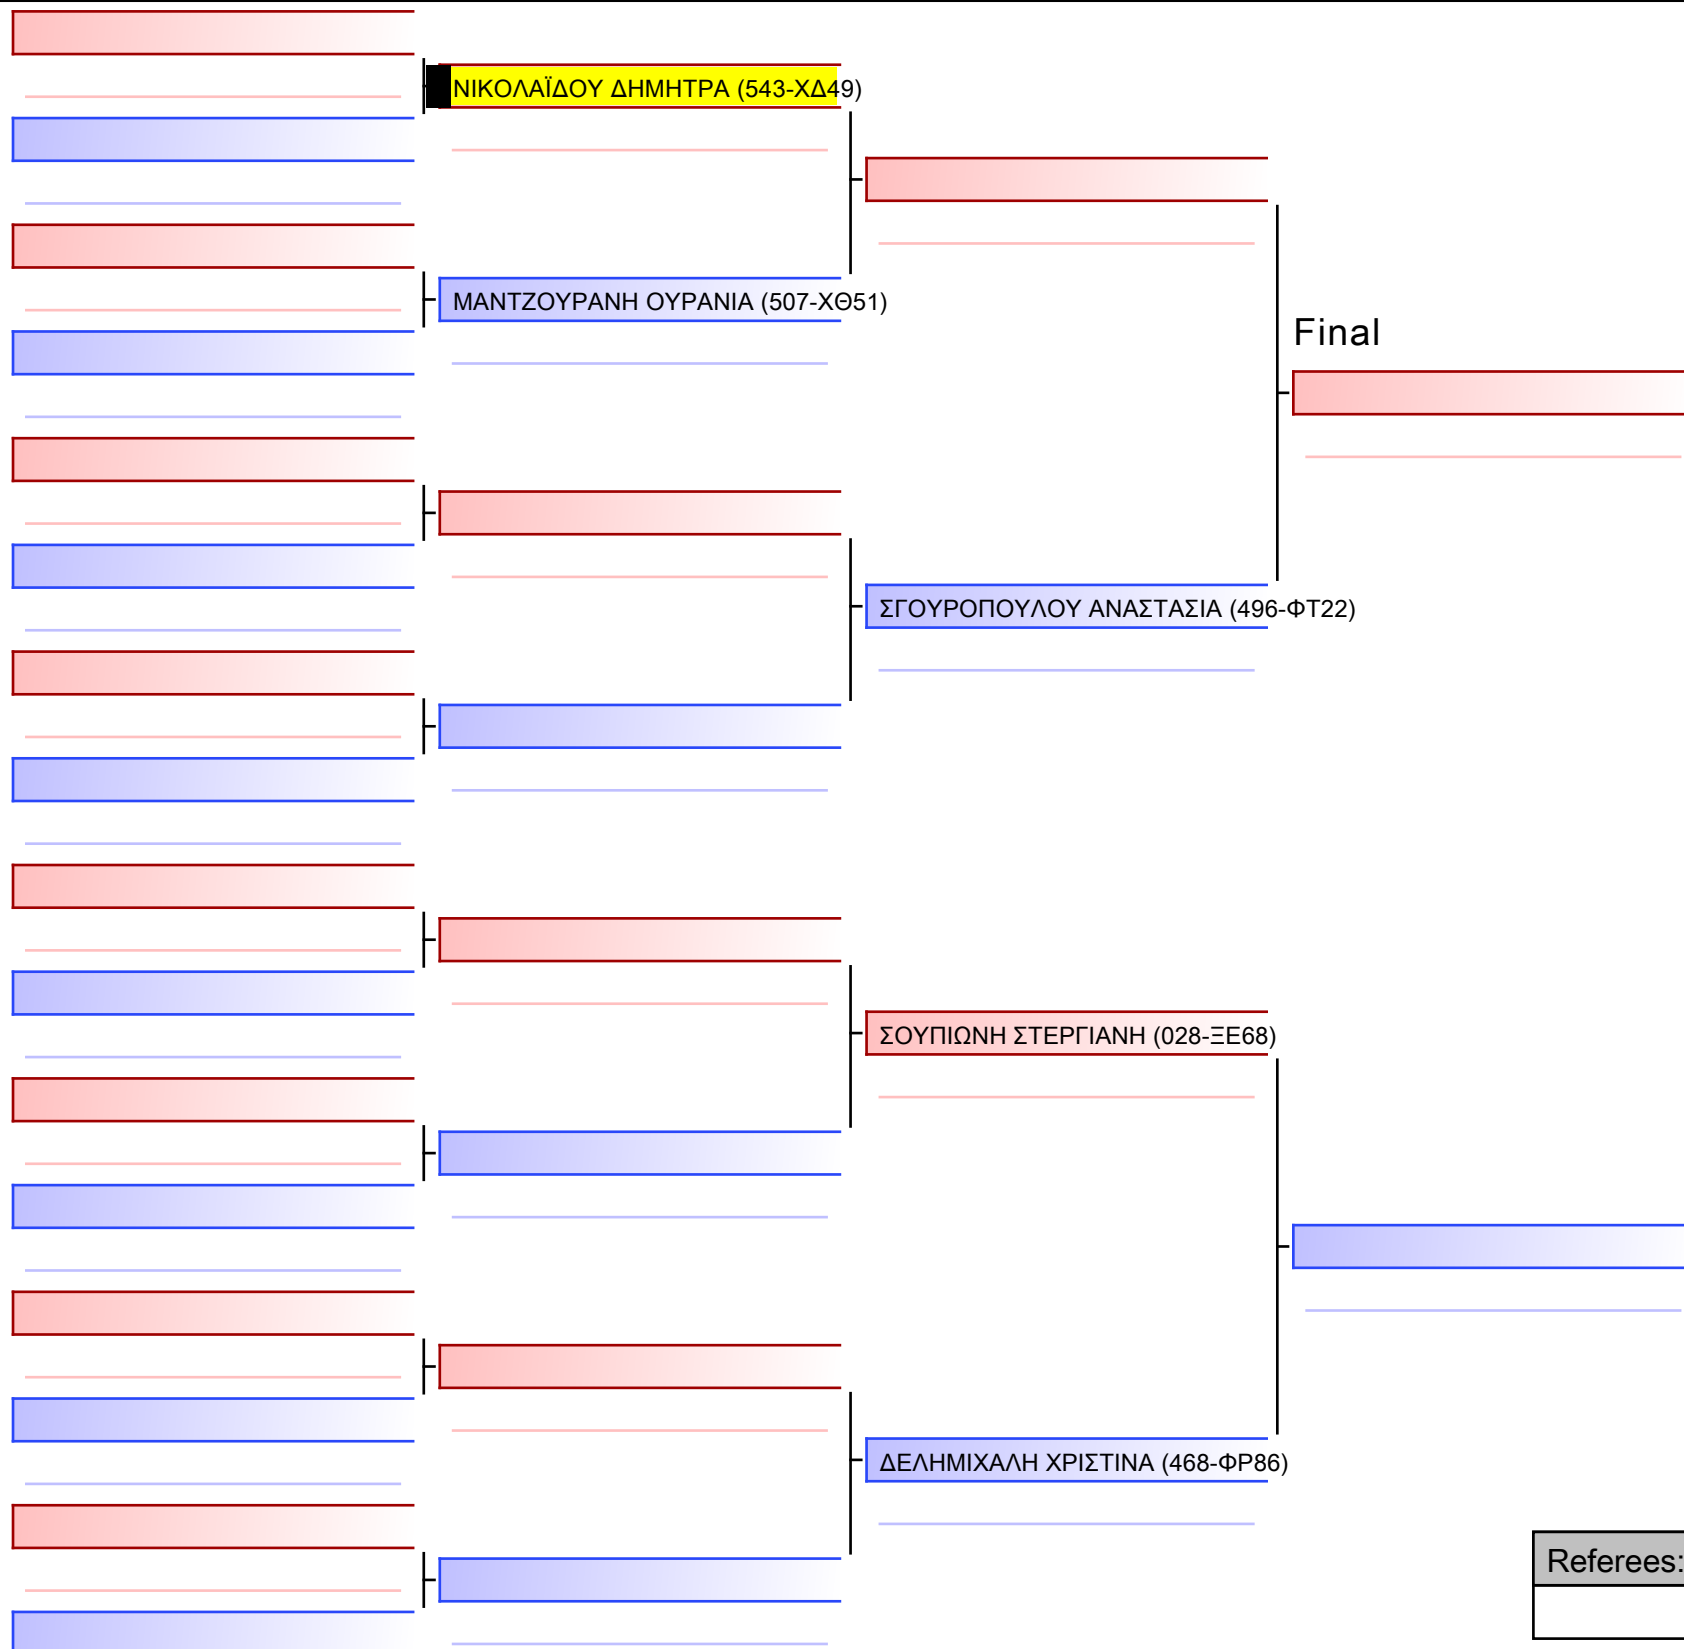 ΝΙΚΟΛΑΪΔΟΥ ΔΗΜΗΤΡΑ (543-ΧΔ49)
ΜΑΝΤΖΟΥΡΑΝΗ ΟΥΡΑΝΙΑ (507-ΧΘ51)
Final
ΣΓΟΥΡΟΠΟΥΛΟΥ ΑΝΑΣΤΑΣΙΑ (496-ΦΤ22)
ΣΟΥΠΙΩΝΗ ΣΤΕΡΓΙΑΝΗ (028-ΞΕ68)
ΔΕΛΗΜΙΧΑΛΗ ΧΡΙΣΤΙΝΑ (468-ΦΡ86)
Referees: